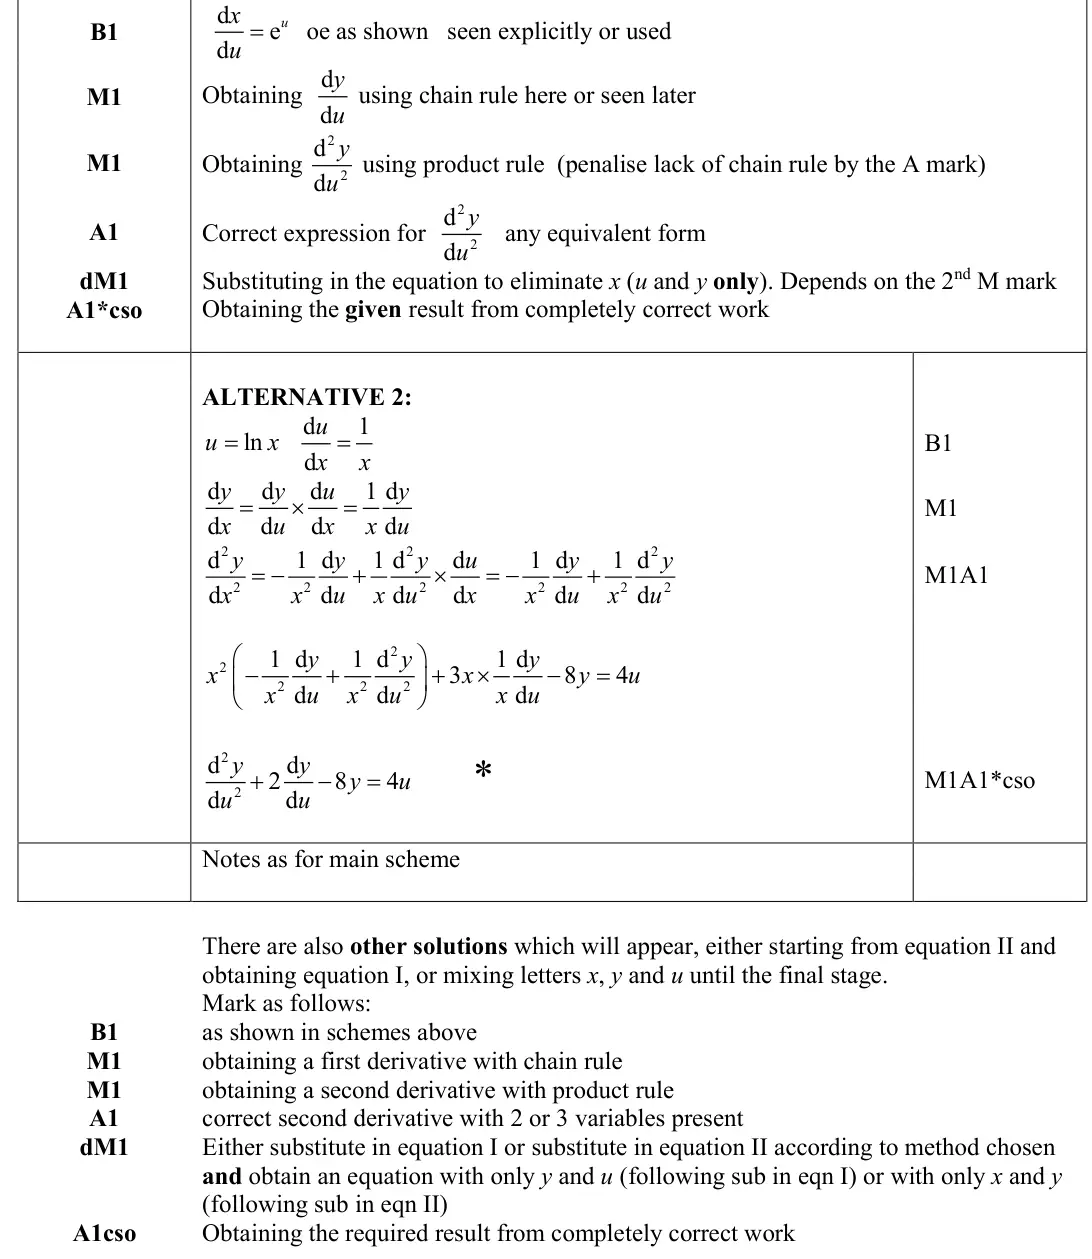 B1 dx/du = e^u oe as shown seen explicitly or used
M1 Obtaining dy/du using chain rule here or seen later
M1 Obtaining d²y/du² using product rule (penalise lack of chain rule by the A mark)
A1 Correct expression for d²y/du² any equivalent form
dM1 Substituting in the equation to eliminate x (u and y only). Depends on the 2nd M mark
A1*cso Obtaining the given result from completely correct work
ALTERNATIVE 2:
u = ln x du/dx = 1/x B1
dy/dx = dy/du × du/dx = 1/x dy/du M1
d²y/dx² = −1/x² dy/du + 1/x d²y/du² × du/dx = −1/x² dy/du + 1/x² d²y/du² M1A1
x²(−1/x² dy/du + 1/x² d²y/du²) + 3x × 1/x dy/du − 8y = 4u
d²y/du² + 2 dy/du − 8y = 4u * M1A1*cso
Notes as for main scheme
There are also other solutions which will appear, either starting from equation II and
obtaining equation I, or mixing letters x, y and u until the final stage.
Mark as follows:
B1 as shown in schemes above
M1 obtaining a first derivative with chain rule
M1 obtaining a second derivative with product rule
A1 correct second derivative with 2 or 3 variables present
dM1 Either substitute in equation I or substitute in equation II according to method chosen
and obtain an equation with only y and u (following sub in eqn I) or with only x and y
(following sub in eqn II)
A1cso Obtaining the required result from completely correct work